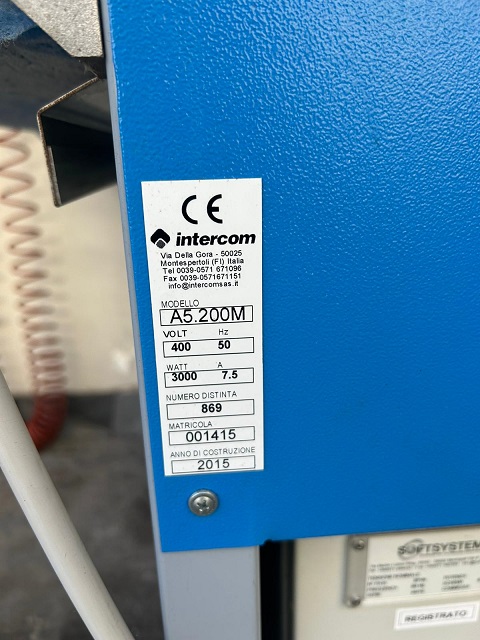 CE
intercom
Via Della Gora - 50025
Montespertoli (FI) Italia
Tel 0039-0571 671096
Fax 0039-0571671151
info@intercomsas.it
MODELLO
A5.200M
VOLT Hz
400 50
WATT A
3000 7.5
NUMERO DISTINTA
869
MATRICOLA
001415
ANNO DI COSTRUZIONE
2015
SOFTSYSTEM
REGISTRATO